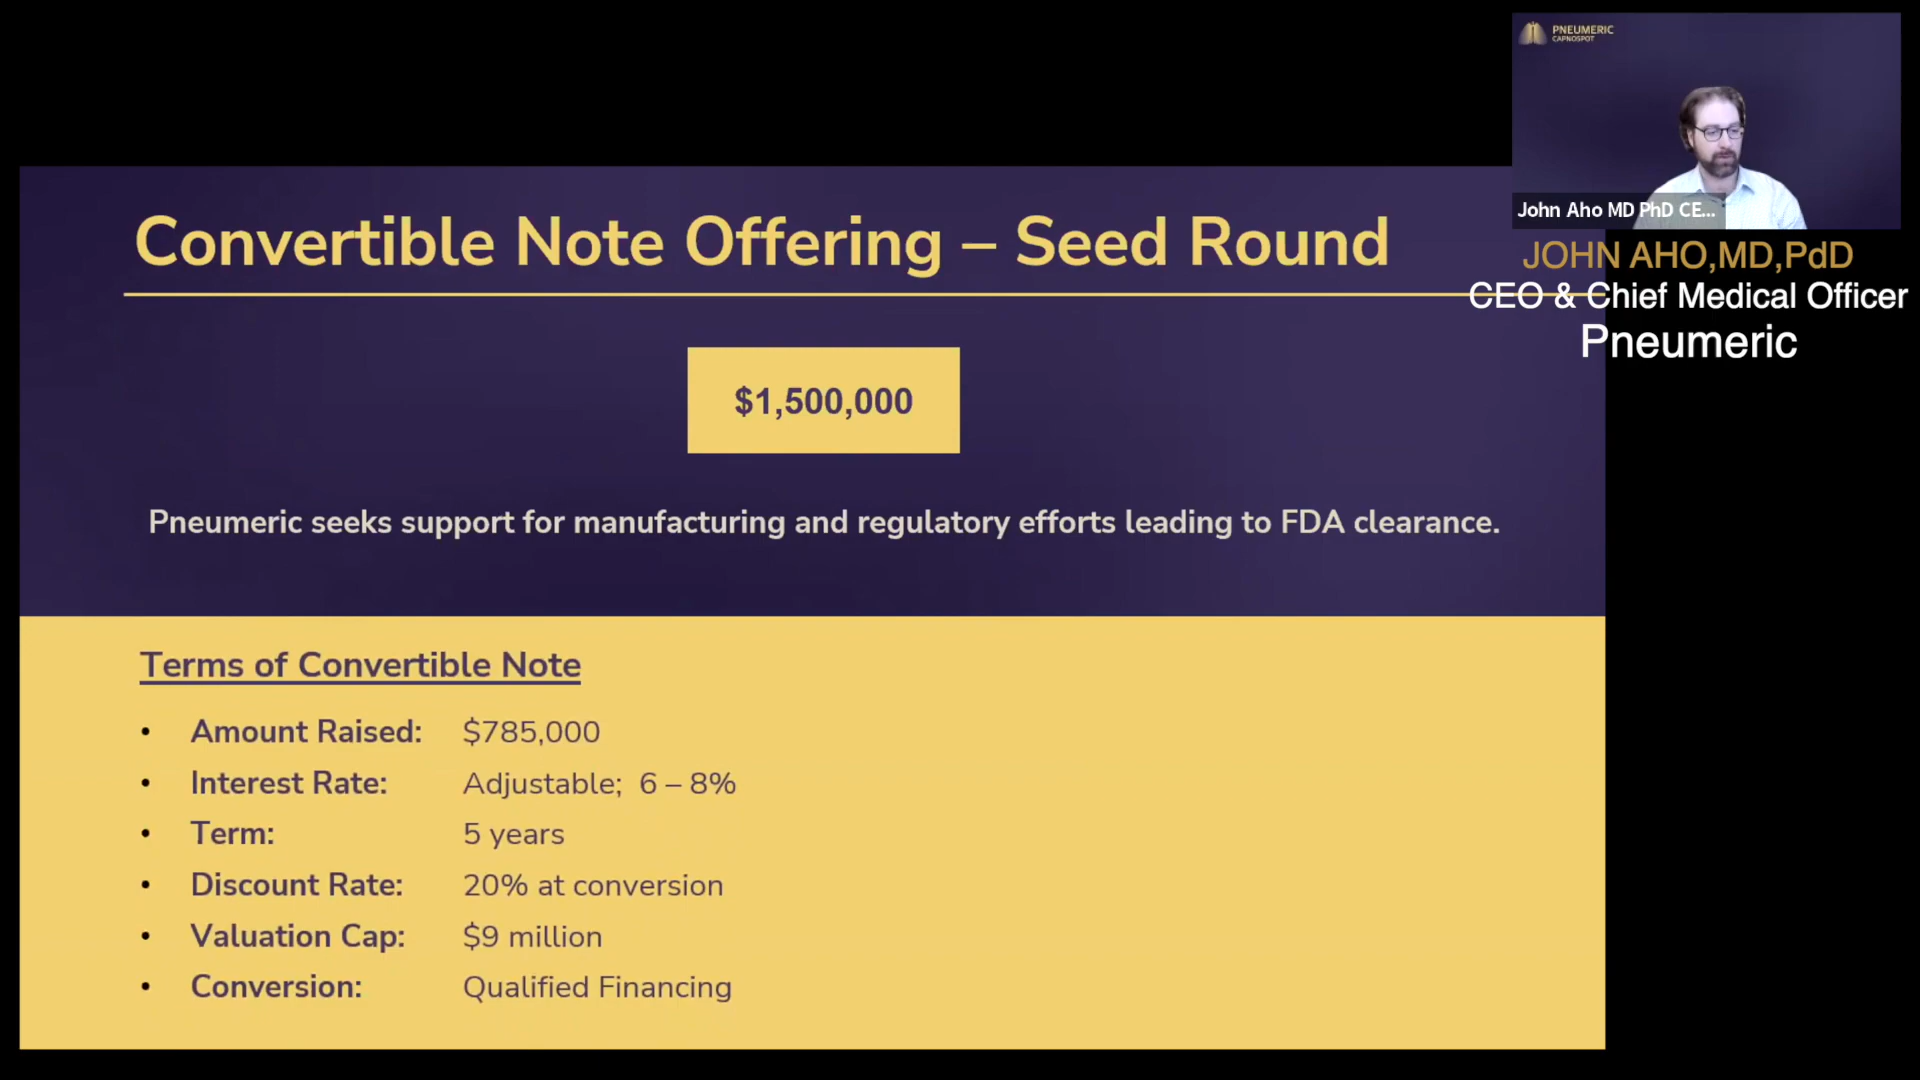 PNEUMERIC
CAPNOSPOT
John Aho MD PhD CE...
JOHN AHO,MD,PdD
CEO & Chief Medical Officer
Pneumeric
Convertible Note Offering – Seed Round
$1,500,000
Pneumeric seeks support for manufacturing and regulatory efforts leading to FDA clearance.
Terms of Convertible Note
• Amount Raised: $785,000
• Interest Rate: Adjustable; 6 – 8%
• Term: 5 years
• Discount Rate: 20% at conversion
• Valuation Cap: $9 million
• Conversion: Qualified Financing